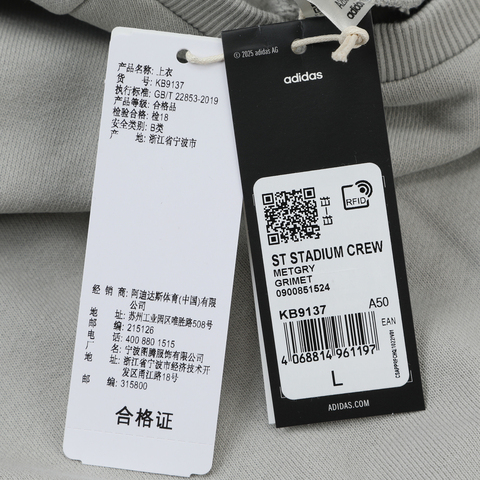 产品名称: 上衣
货 号: KB9137
执行标准: GB/T 22853-2019
产品等级: 合格品
检验合格: 检18
安全类别: B类
产 地: 浙江省宁波市
经 销 商: 阿迪达斯体育(中国)有限
公司
地 址: 苏州工业园区唯胜路508号
邮 编: 215126
电 话: 400 880 1515
厂 名: 宁波图腾服饰有限公司
地 址: 浙江省宁波市经济技术开
发区甬江路18号
邮 编: 315800
合格证
© 2025 adidas AG
adidas
RFID
ST STADIUM CREW
METGRY
GRIMET
0900851524
KB9137 A50
EAN
4 068814 961197
L
ADIDAS.COM
adidas